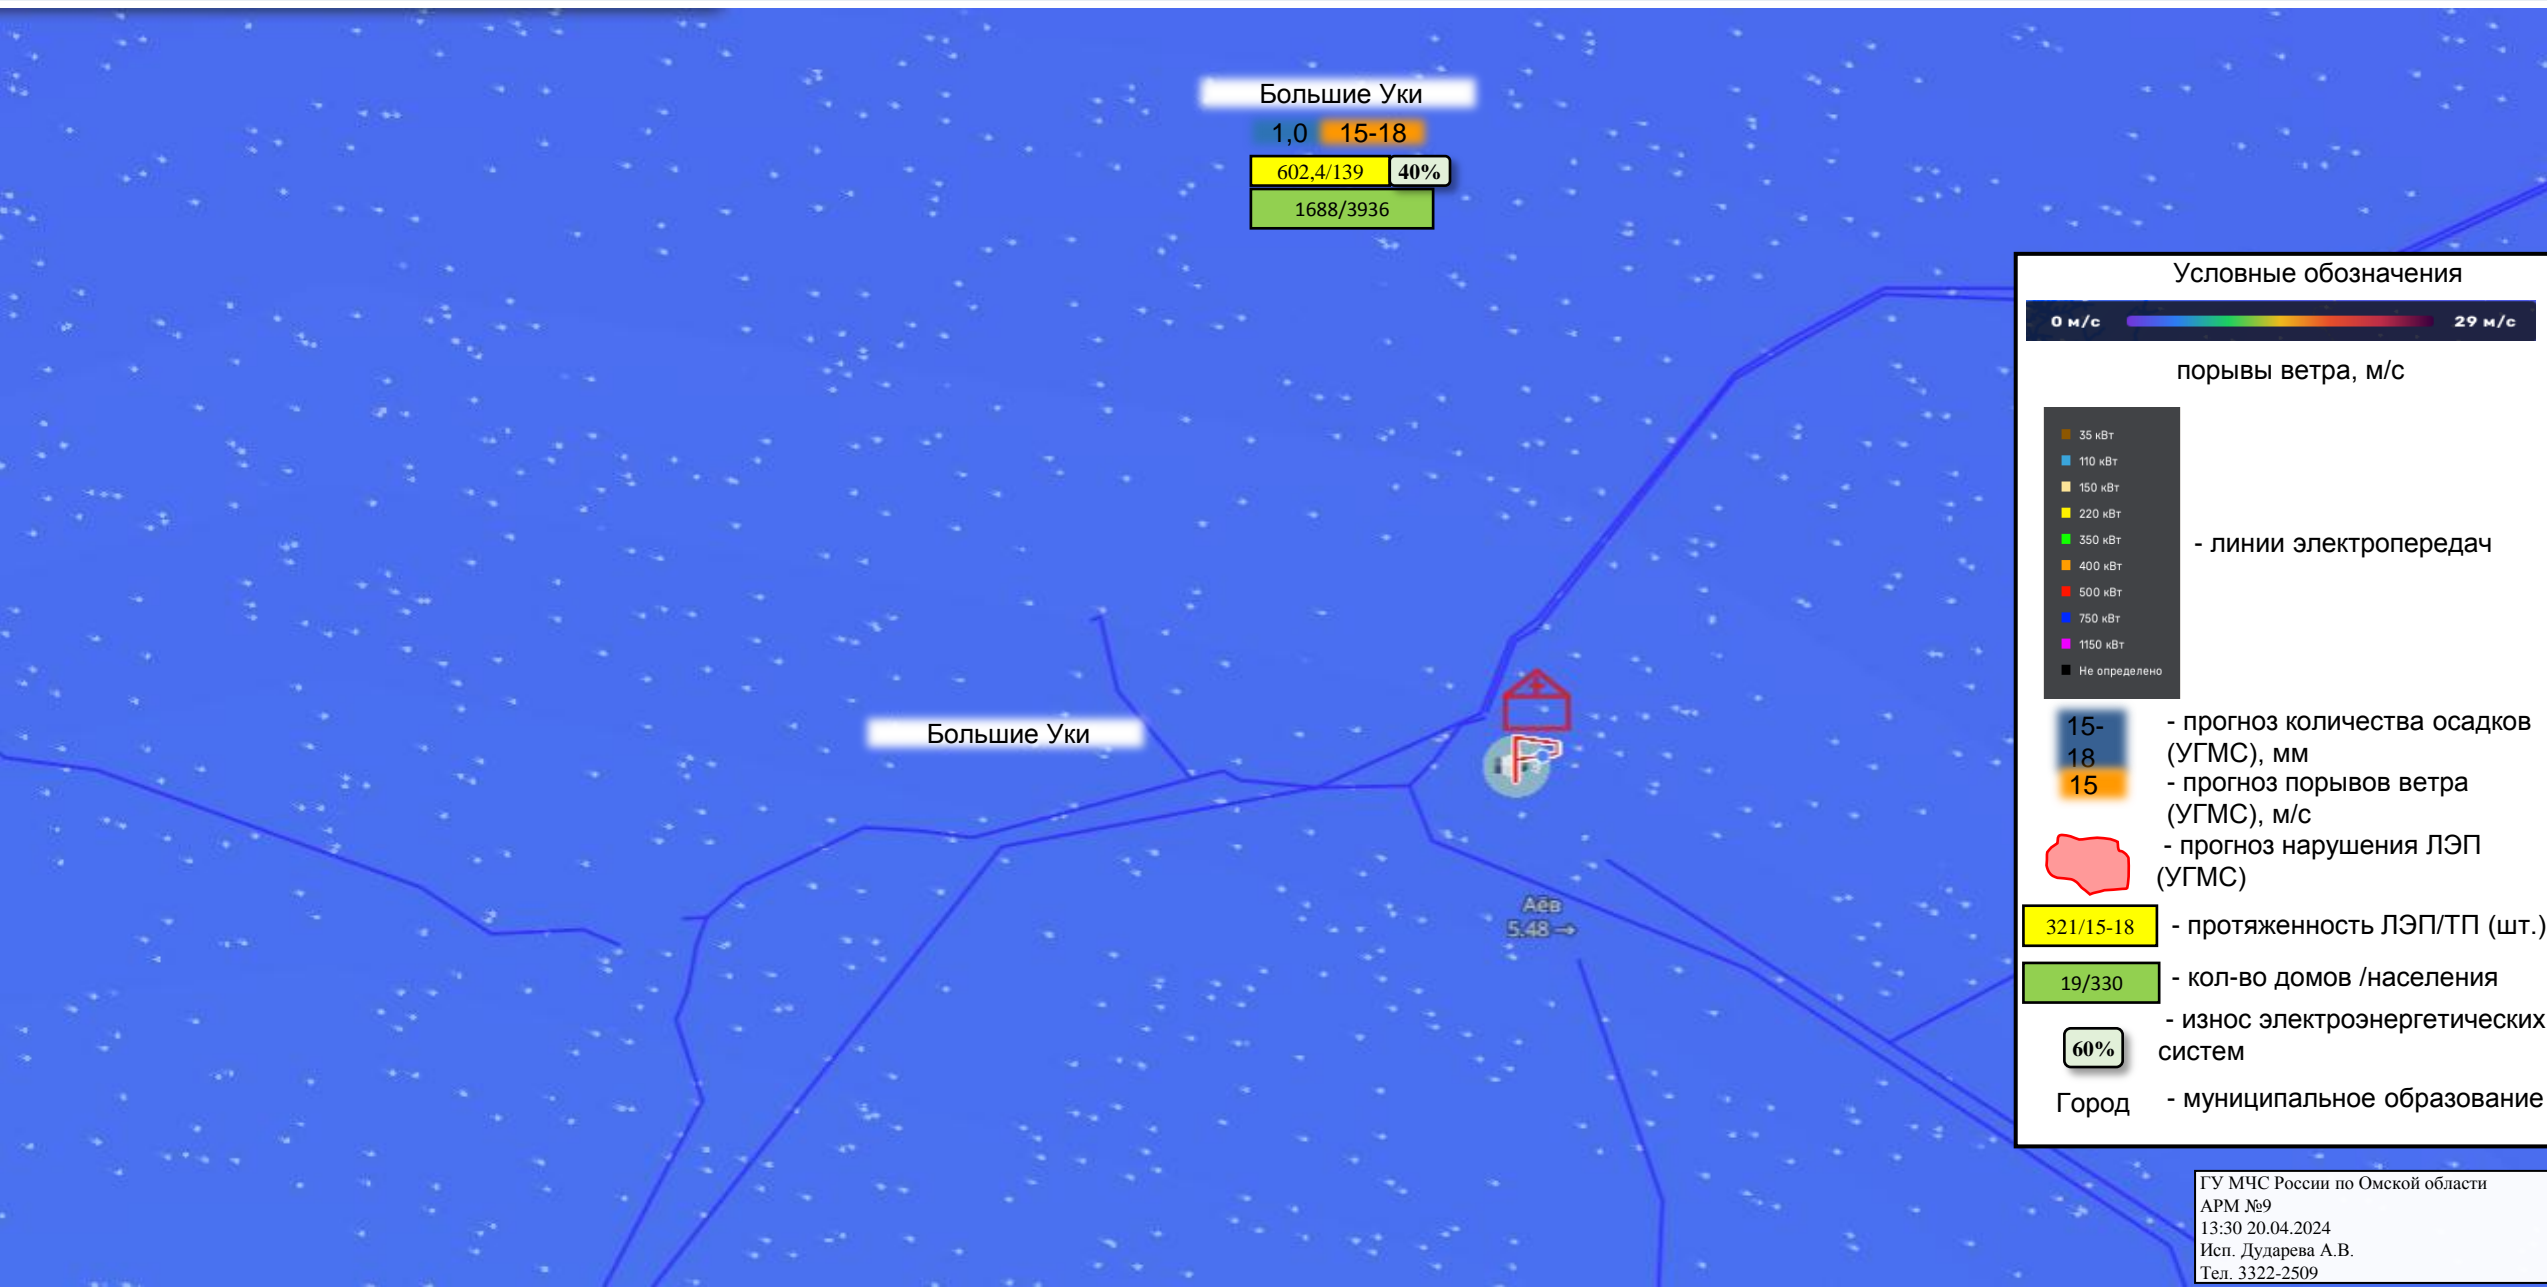 Большие Уки
1,0 15-18
602,4/139 40%
1688/3936
Большие Уки
Аёв
5.48 →
Условные обозначения
0 м/с 29 м/с
порывы ветра, м/с
35 кВт
110 кВт
150 кВт
220 кВт
350 кВт
400 кВт
500 кВт
750 кВт
1150 кВт
Не определено
- линии электропередач
15-
18
- прогноз количества осадков
(УГМС), мм
15
- прогноз порывов ветра
(УГМС), м/с
- прогноз нарушения ЛЭП
(УГМС)
321/15-18 - протяженность ЛЭП/ТП (шт.)
19/330 - кол-во домов /населения
- износ электроэнергетических
60% систем
Город - муниципальное образование
ГУ МЧС России по Омской области
АРМ №9
13:30 20.04.2024
Исп. Дударева А.В.
Тел. 3322-2509